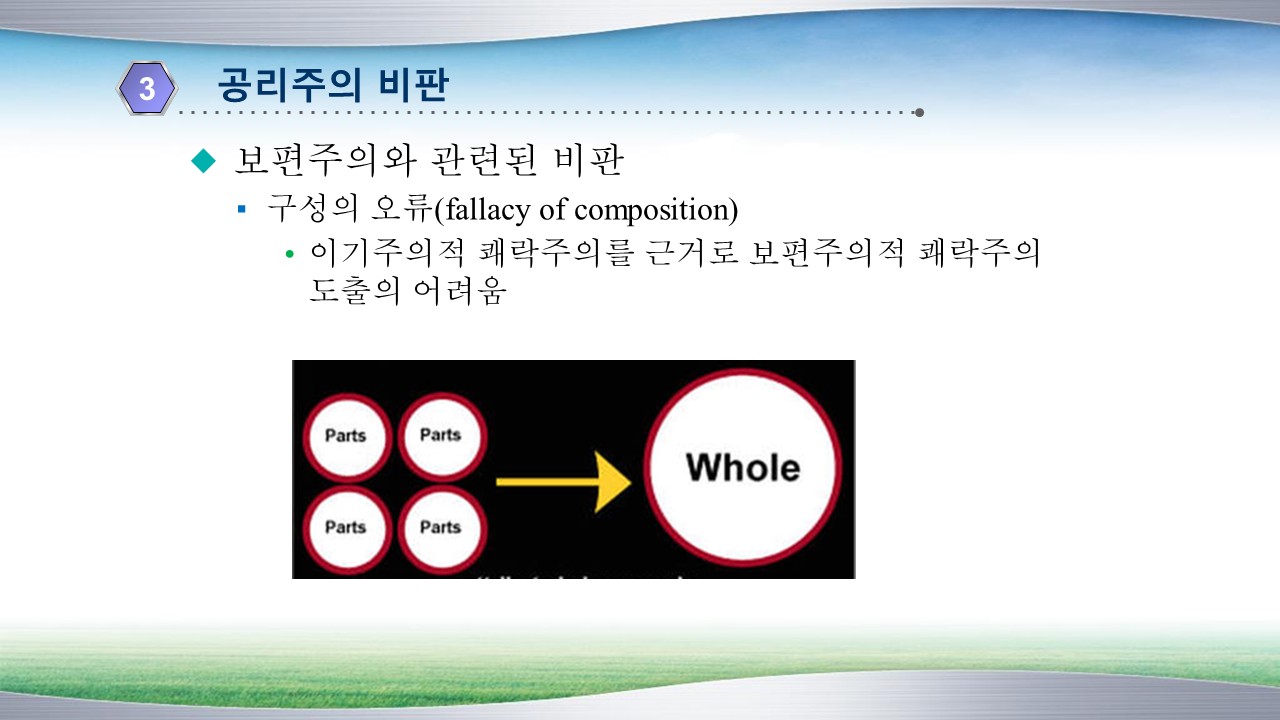 3 공리주의 비판
보편주의와 관련된 비판
구성의 오류(fallacy of composition)
이기주의적 쾌락주의를 근거로 보편주의적 쾌락주의
도출의 어려움
Parts Parts
Whole
Parts Parts